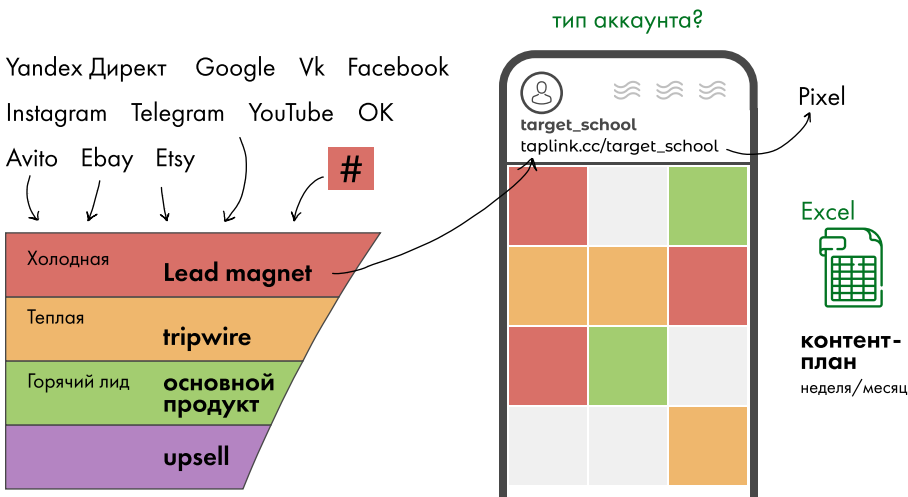 тип аккаунта?
Yandex Директ Google Vk Facebook
Instagram Telegram YouTube OK
Avito Ebay Etsy
#
Холодная
Lead magnet
Теплая
tripwire
Горячий лид
основной
продукт
upsell
target_school
taplink.cc/target_school
Pixel
Excel
контент-
план
неделя/месяц